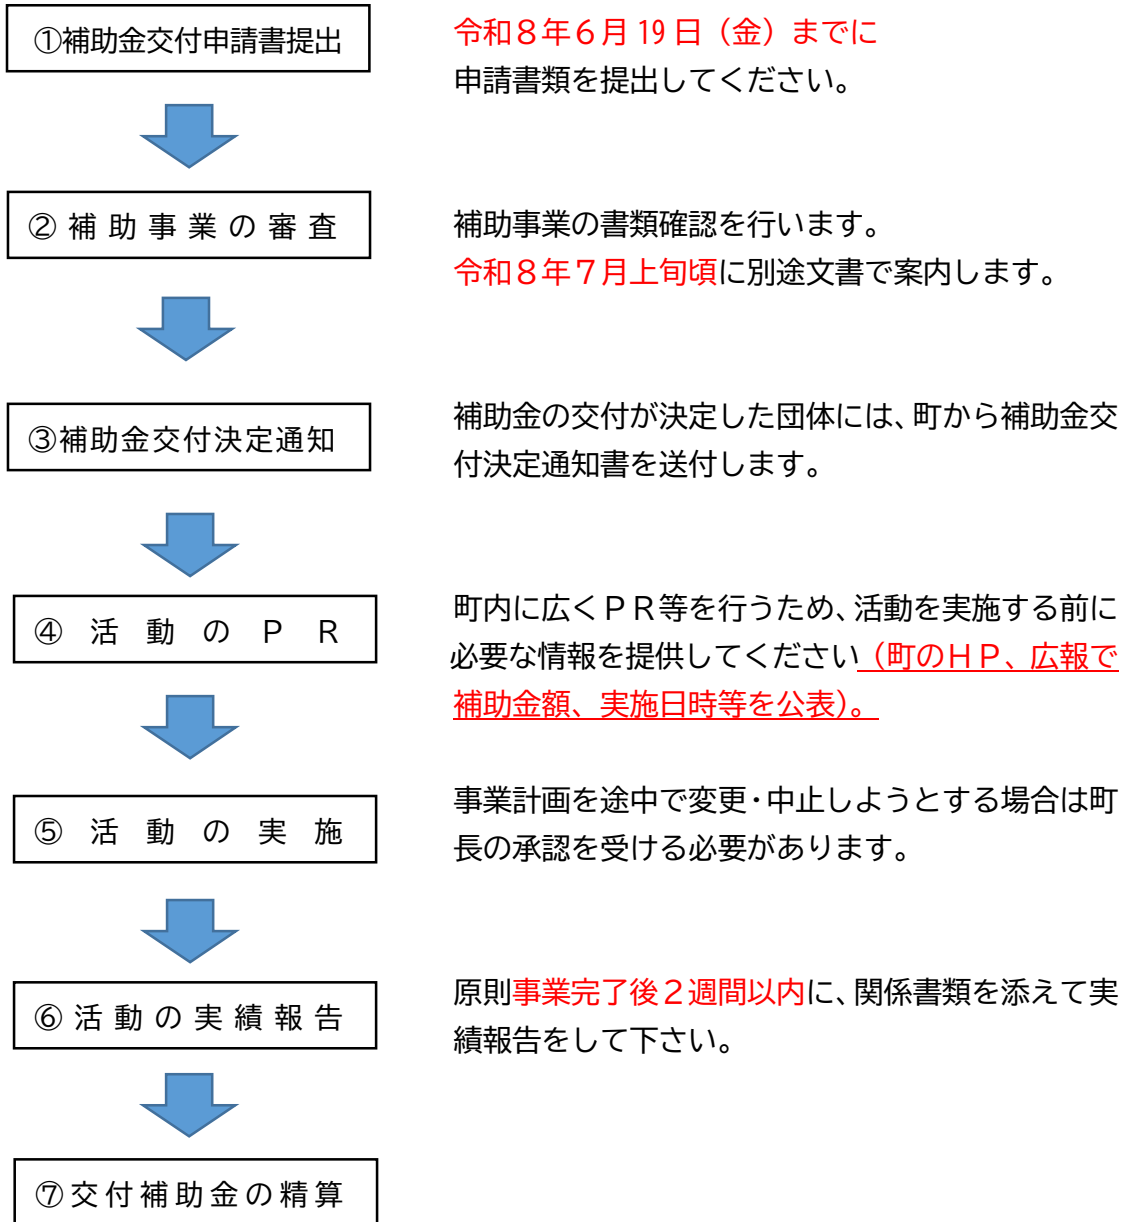 ①補助金交付申請書提出
令和８年６月 19 日（金）までに
申請書類を提出してください。
②補助事業の審査
補助事業の書類確認を行います。
令和８年７月上旬頃に別途文書で案内します。
③補助金交付決定通知
補助金の交付が決定した団体には、町から補助金交
付決定通知書を送付します。
④活動のＰＲ
町内に広くＰＲ等を行うため、活動を実施する前に
必要な情報を提供してください（町のＨＰ、広報で
補助金額、実施日時等を公表）。
⑤活動の実施
事業計画を途中で変更・中止しようとする場合は町
長の承認を受ける必要があります。
⑥活動の実績報告
原則事業完了後２週間以内に、関係書類を添えて実
績報告をして下さい。
⑦交付補助金の精算